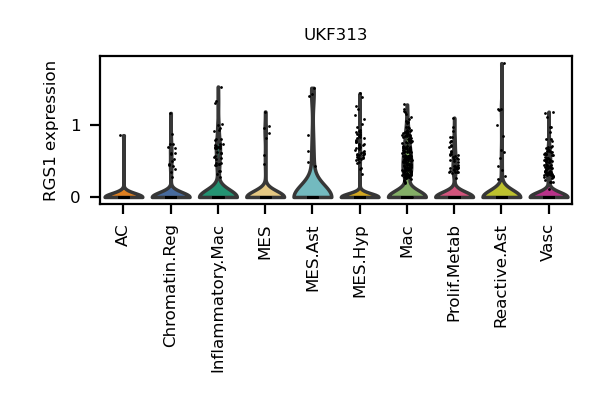 UKF313
RGS1 expression
1
0
AC
Chromatin.Reg
Inflammatory.Mac
MES
MES.Ast
MES.Hyp
Mac
Prolif.Metab
Reactive.Ast
Vasc